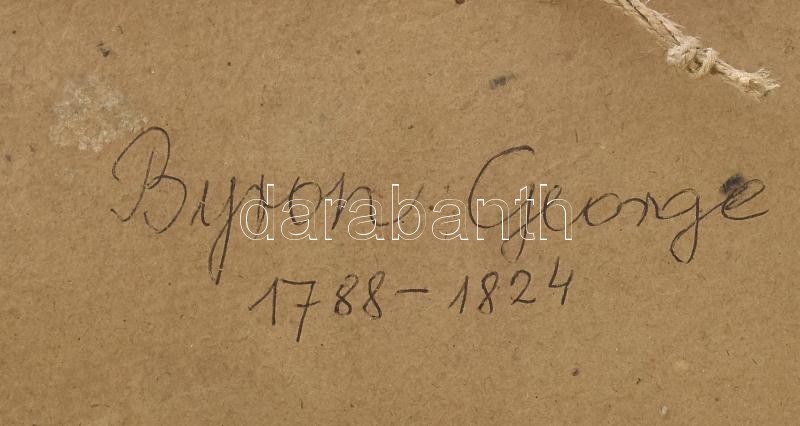 Byron, George
1788 – 1824
darabanth